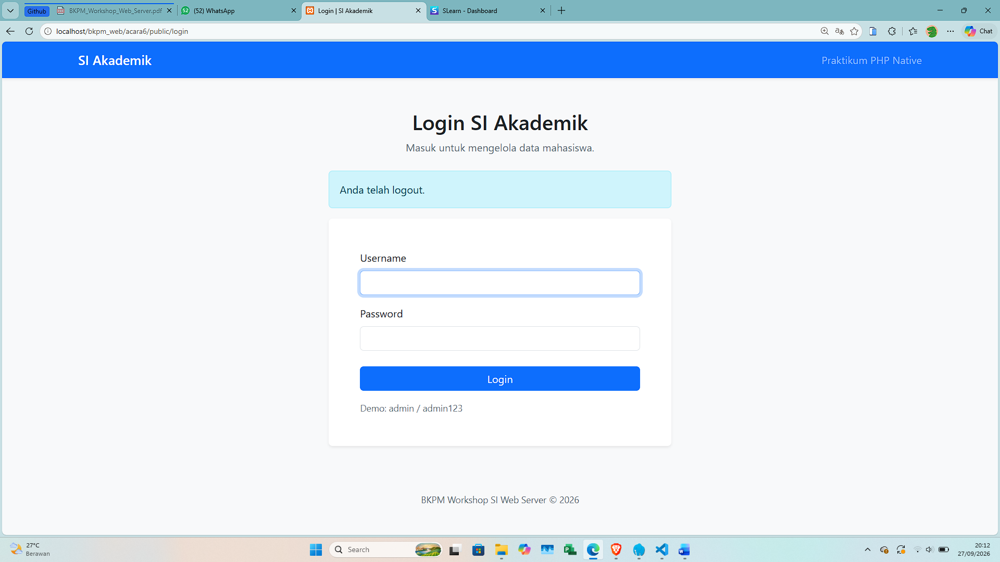 Github
BKPM_Workshop_Web_Server.pdf
(52) WhatsApp
Login | SI Akademik
SLearn - Dashboard
localhost/bkpm_web/acara6/public/login
Chat
SI Akademik
Praktikum PHP Native
Login SI Akademik
Masuk untuk mengelola data mahasiswa.
Anda telah logout.
Username
Password
Login
Demo: admin / admin123
BKPM Workshop SI Web Server © 2026
27°C
Berawan
Search
20:12
27/09/2026